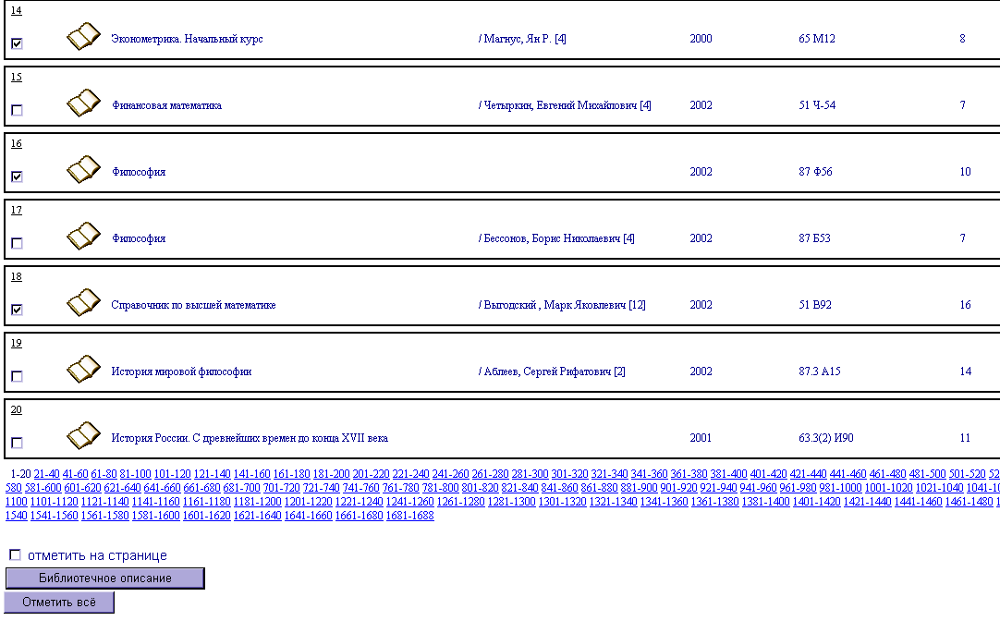 14
Эконометрика. Начальный курс / Магнус, Ян Р. [4] 2000 65 М12 8
15
Финансовая математика / Четыркин, Евгений Михайлович [4] 2002 51 Ч-54 7
16
Философия 2002 87 Ф56 10
17
Философия / Бессонов, Борис Николаевич [4] 2002 87 Б53 7
18
Справочник по высшей математике / Выгодский , Марк Яковлевич [12] 2002 51 В92 16
19
История мировой философии / Аблеев, Сергей Рифатович [2] 2002 87.3 А15 14
20
История России. С древнейших времен до конца XVII века 2001 63.3(2) И90 11
1-20 21-40 41-60 61-80 81-100 101-120 121-140 141-160 161-180 181-200 201-220 221-240 241-260 261-280 281-300 301-320 321-340 341-360 361-380 381-400 401-420 421-440 441-460 461-480 481-500 501-520 52
580 581-600 601-620 621-640 641-660 661-680 681-700 701-720 721-740 741-760 761-780 781-800 801-820 821-840 841-860 861-880 881-900 901-920 921-940 941-960 961-980 981-1000 1001-1020 1021-1040 1041-10
1100 1101-1120 1121-1140 1141-1160 1161-1180 1181-1200 1201-1220 1221-1240 1241-1260 1261-1280 1281-1300 1301-1320 1321-1340 1341-1360 1361-1380 1381-1400 1401-1420 1421-1440 1441-1460 1461-1480 1
1540 1541-1560 1561-1580 1581-1600 1601-1620 1621-1640 1641-1660 1661-1680 1681-1688
отметить на странице
Библиотечное описание
Отметить всё